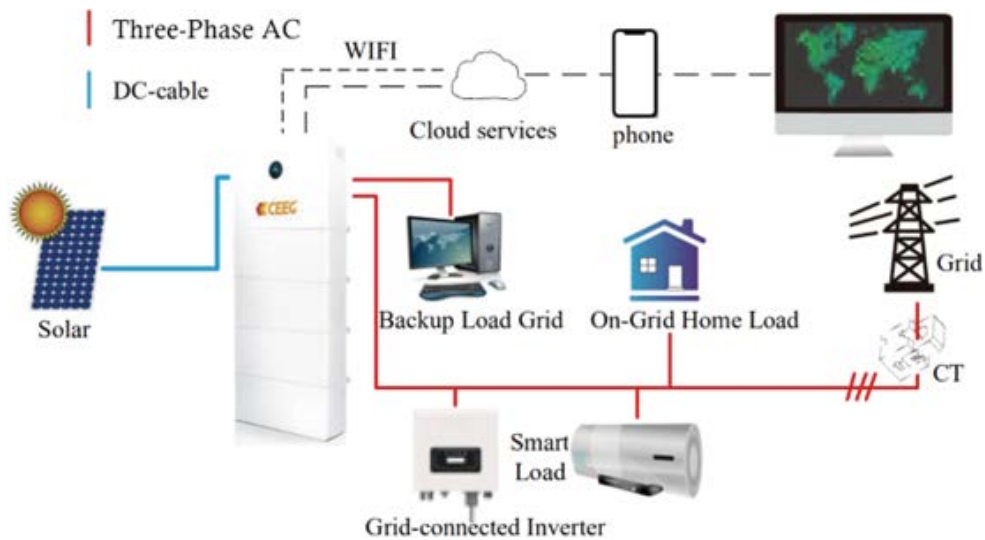 Three-Phase AC
DC-cable
WIFI
Cloud services
phone
CEEG
Solar
Backup Load Grid
On-Grid Home Load
Grid
CT
Smart
Load
Grid-connected Inverter